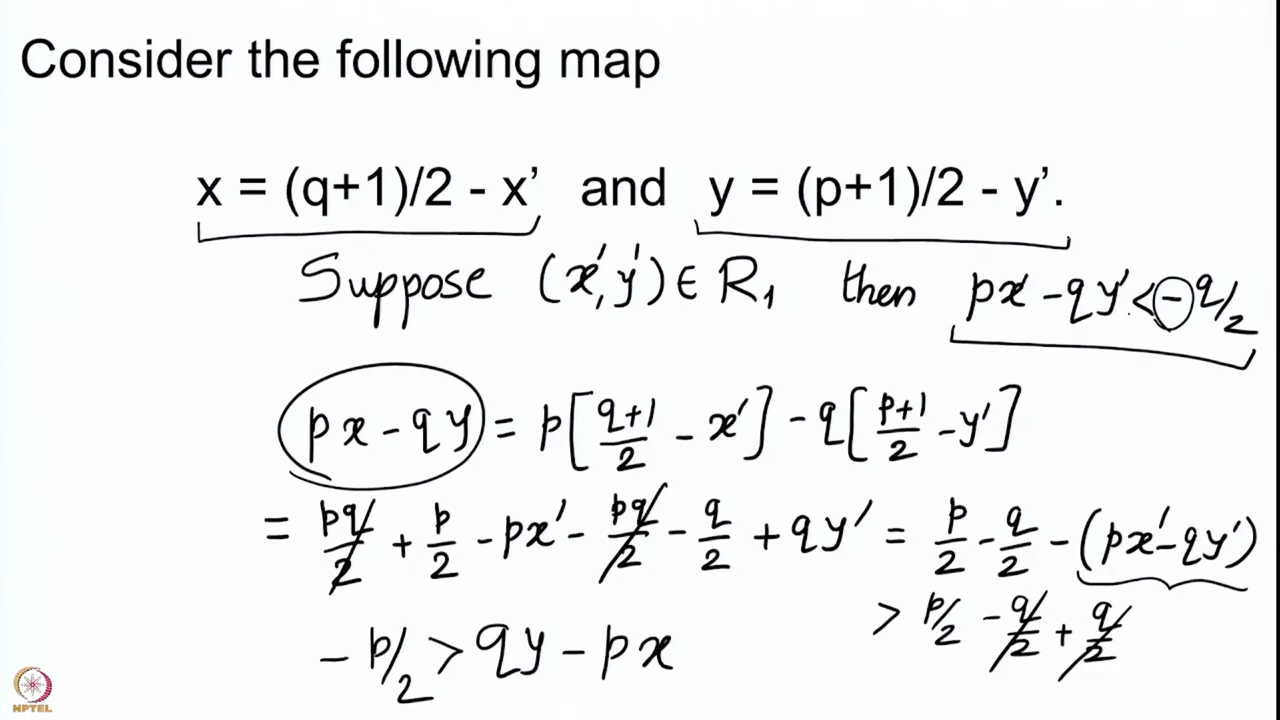 Consider the following map
x = (q+1)/2 - x’ and y = (p+1)/2 - y’.
Suppose (x′,y′) ∈ R₁ then px′ - qy′ < - q/2
px - qy = p[(q+1)/2 - x′] - q[(p+1)/2 - y′]
= pq/2 + p/2 - px′ - pq/2 - q/2 + qy′ = p/2 - q/2 - (px′ - qy′)
> p/2 - q/2 + q/2
- p/2 > qy - px
NPTEL